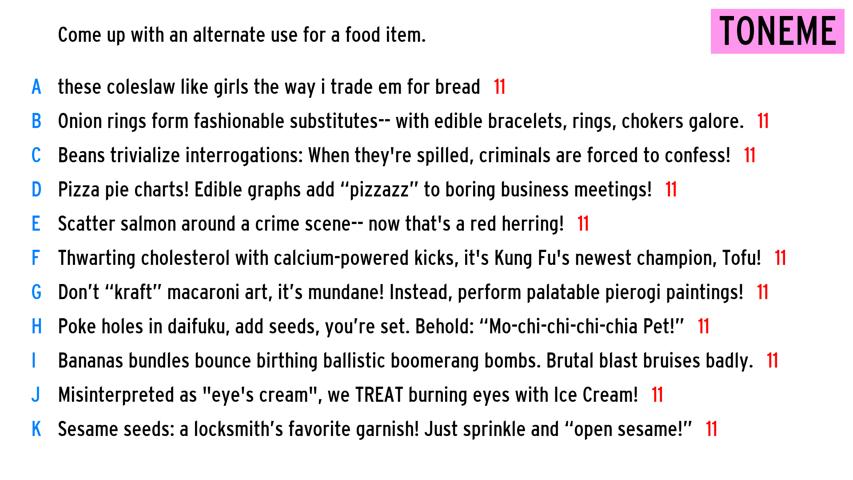 Come up with an alternate use for a food item.
TONEME
A these coleslaw like girls the way i trade em for bread 11
B Onion rings form fashionable substitutes-- with edible bracelets, rings, chokers galore. 11
C Beans trivialize interrogations: When they're spilled, criminals are forced to confess! 11
D Pizza pie charts! Edible graphs add “pizzazz” to boring business meetings! 11
E Scatter salmon around a crime scene-- now that's a red herring! 11
F Thwarting cholesterol with calcium-powered kicks, it's Kung Fu's newest champion, Tofu! 11
G Don’t “kraft” macaroni art, it’s mundane! Instead, perform palatable pierogi paintings! 11
H Poke holes in daifuku, add seeds, you’re set. Behold: “Mo-chi-chi-chi-chia Pet!” 11
I Bananas bundles bounce birthing ballistic boomerang bombs. Brutal blast bruises badly. 11
J Misinterpreted as "eye's cream", we TREAT burning eyes with Ice Cream! 11
K Sesame seeds: a locksmith’s favorite garnish! Just sprinkle and “open sesame!” 11